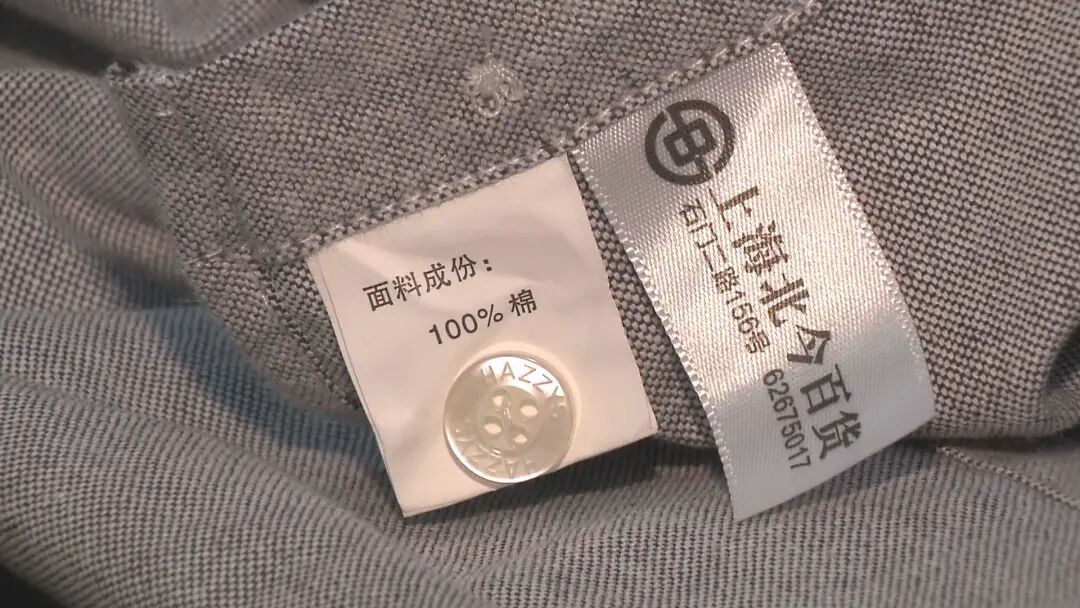 面料成份：
100% 棉
HAZZYS
HAZZYS
上海北今百货
石门二路156号
62675017